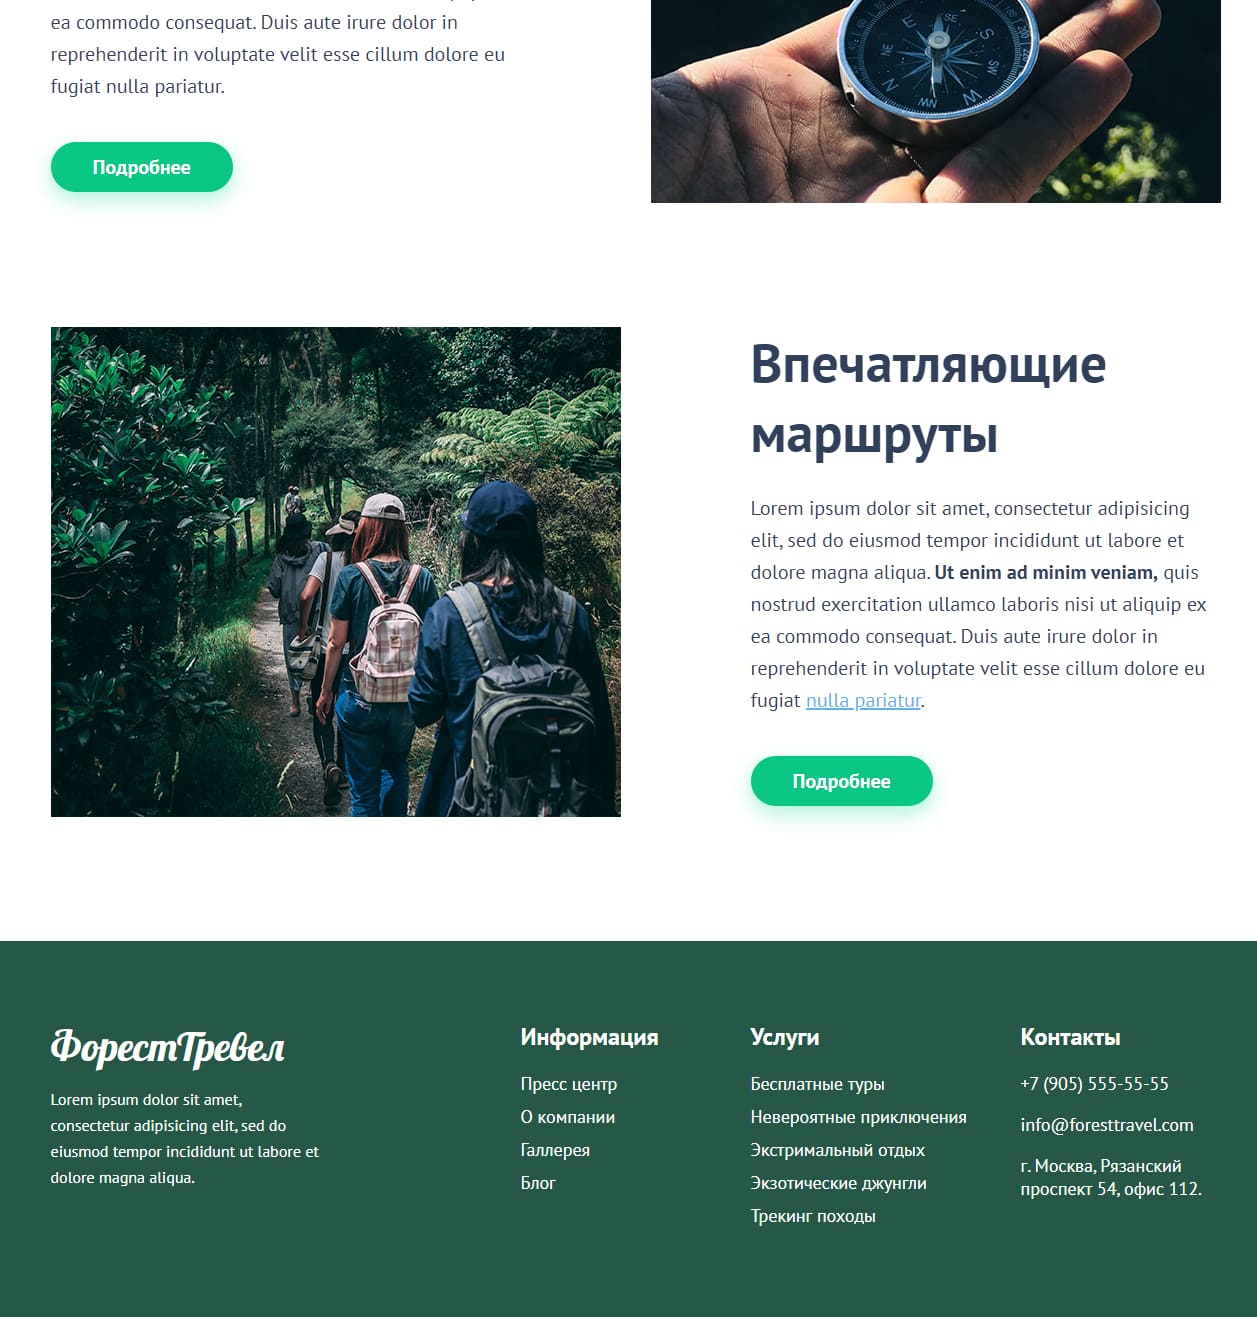 ea commodo consequat. Duis aute irure dolor in
reprehenderit in voluptate velit esse cillum dolore eu
fugiat nulla pariatur.
Подробнее
E
SE
S
NE
SW
N
NW
W
Впечатляющие
маршруты
Lorem ipsum dolor sit amet, consectetur adipisicing
elit, sed do eiusmod tempor incididunt ut labore et
dolore magna aliqua. Ut enim ad minim veniam, quis
nostrud exercitation ullamco laboris nisi ut aliquip ex
ea commodo consequat. Duis aute irure dolor in
reprehenderit in voluptate velit esse cillum dolore eu
fugiat nulla pariatur.
Подробнее
ФорестТревел
Lorem ipsum dolor sit amet,
consectetur adipisicing elit, sed do
eiusmod tempor incididunt ut labore et
dolore magna aliqua.
Информация
Пресс центр
О компании
Галлерея
Блог
Услуги
Бесплатные туры
Невероятные приключения
Экстримальный отдых
Экзотические джунгли
Трекинг походы
Контакты
+7 (905) 555-55-55
info@foresttravel.com
г. Москва, Рязанский
проспект 54, офис 112.